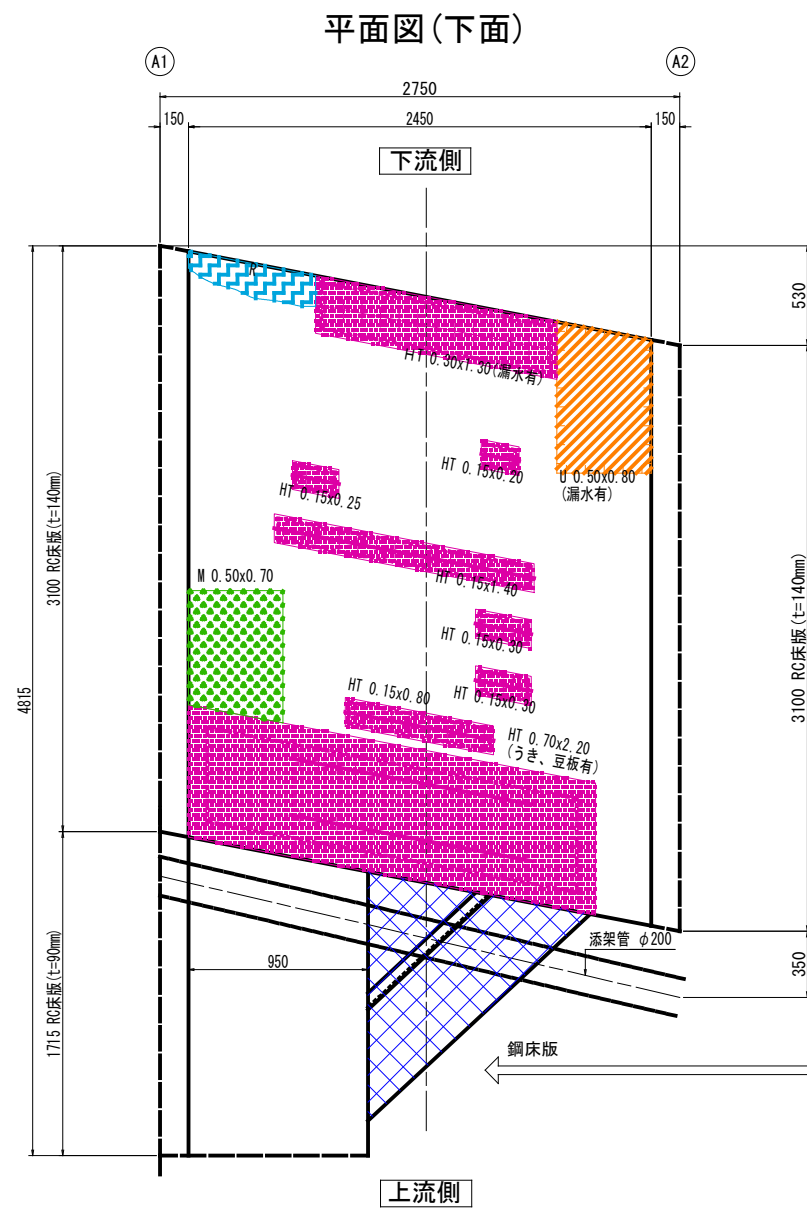 平面図(下面)
A1
A2
2750
150
2450
150
下流側
530
R
HT 0.30x1.30(漏水有)
HT 0.15x0.20
U 0.50x0.80
(漏水有)
HT 0.15x0.25
3100 RC床版(t=140mm)
M 0.50x0.70
HT 0.15x1.40
HT 0.15x0.30
3100 RC床版(t=140mm)
4815
HT 0.15x0.80
HT 0.15x0.30
HT 0.70x2.20
(うき、豆板有)
添架管 φ200
950
350
1715 RC床版(t=90mm)
鋼床版
上流側